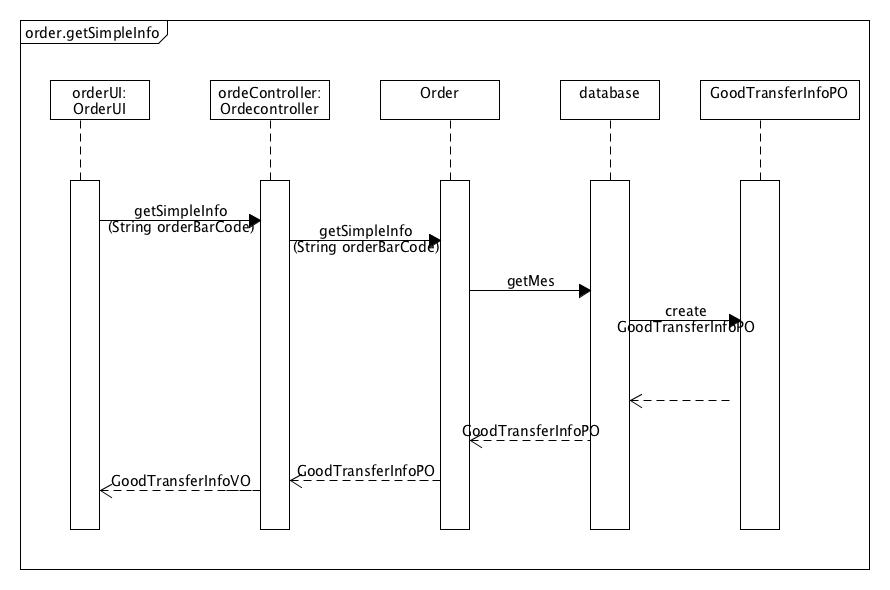 order.getSimpleInfo
orderUI:
OrderUI
ordeController:
Ordecontroller
Order
database
GoodTransferInfoPO
getSimpleInfo
(String orderBarCode)
getSimpleInfo
(String orderBarCode)
getMes
create
GoodTransferInfoPO
GoodTransferInfoPO
GoodTransferInfoPO
GoodTransferInfoVO